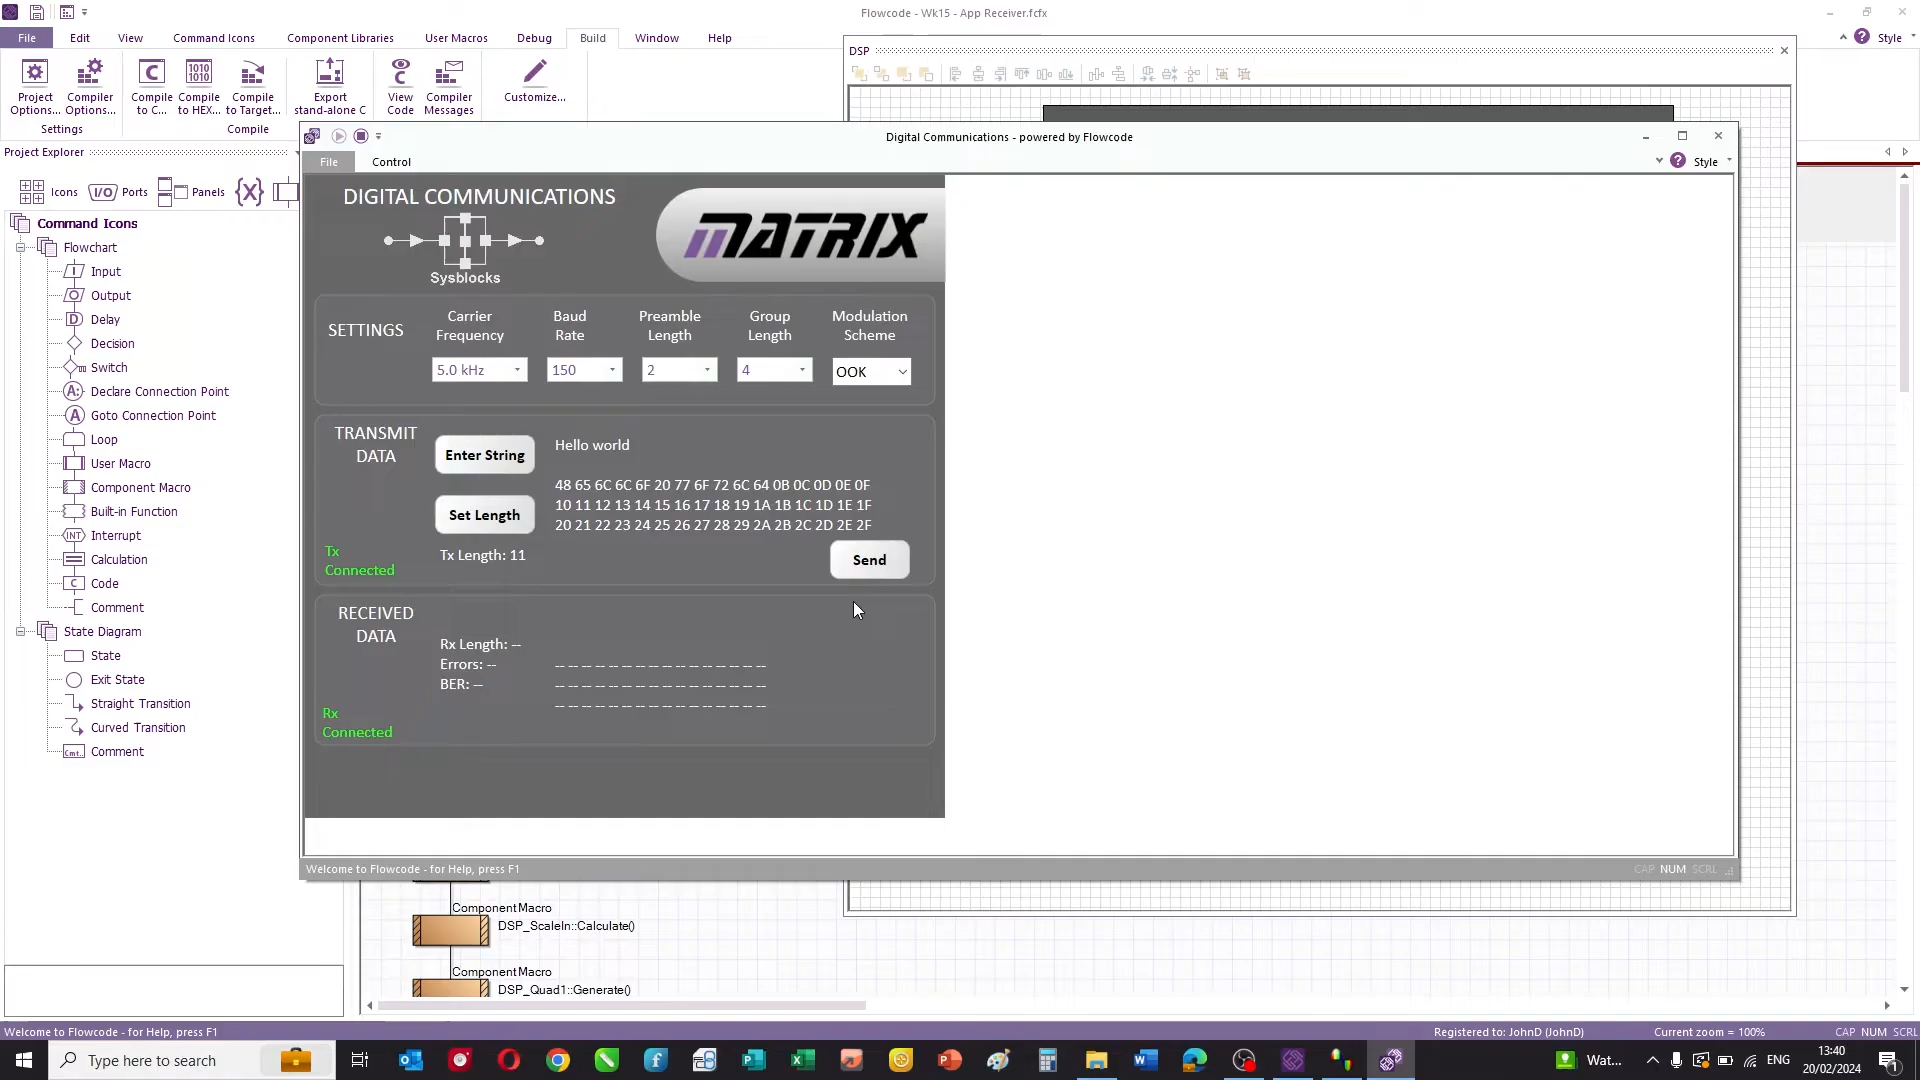 Flowcode - Wk15 - App Receiver.fcfx
File Edit View Command Icons Component Libraries User Macros Debug Build Window Help
Style
Project Options...
Compiler Options...
Compile to C...
Compile to HEX...
Compile to Target...
Export stand-alone C
View Code
Compiler Messages
Customize...
Settings
Compile
DSP
Project Explorer
Icons Ports Panels
Command Icons
Flowchart
Input
Output
Delay
Decision
Switch
Declare Connection Point
Goto Connection Point
Loop
User Macro
Component Macro
Built-in Function
Interrupt
Calculation
Code
Comment
State Diagram
State
Exit State
Straight Transition
Curved Transition
Comment
Digital Communications - powered by Flowcode
File Control
Style
DIGITAL COMMUNICATIONS
Sysblocks
MATRIX
SETTINGS
Carrier Frequency
Baud Rate
Preamble Length
Group Length
Modulation Scheme
5.0 kHz
150
2
4
OOK
TRANSMIT DATA
Enter String
Hello world
48 65 6C 6C 6F 20 77 6F 72 6C 64 0B 0C 0D 0E 0F
10 11 12 13 14 15 16 17 18 19 1A 1B 1C 1D 1E 1F
20 21 22 23 24 25 26 27 28 29 2A 2B 2C 2D 2E 2F
Set Length
Tx Length: 11
Tx Connected
Send
RECEIVED DATA
Rx Length: --
Errors: --
BER: --
-- -- -- -- -- -- -- -- -- -- -- -- -- -- -- --
-- -- -- -- -- -- -- -- -- -- -- -- -- -- -- --
-- -- -- -- -- -- -- -- -- -- -- -- -- -- -- --
Rx Connected
Welcome to Flowcode - for Help, press F1
CAP NUM SCRL
Component Macro
DSP_ScaleIn::Calculate()
Component Macro
DSP_Quad1::Generate()
Welcome to Flowcode - for Help, press F1
Registered to: JohnD (JohnD)
Current zoom = 100%
CAP NUM SCRL
Type here to search
Wat...
ENG
13:40
20/02/2024